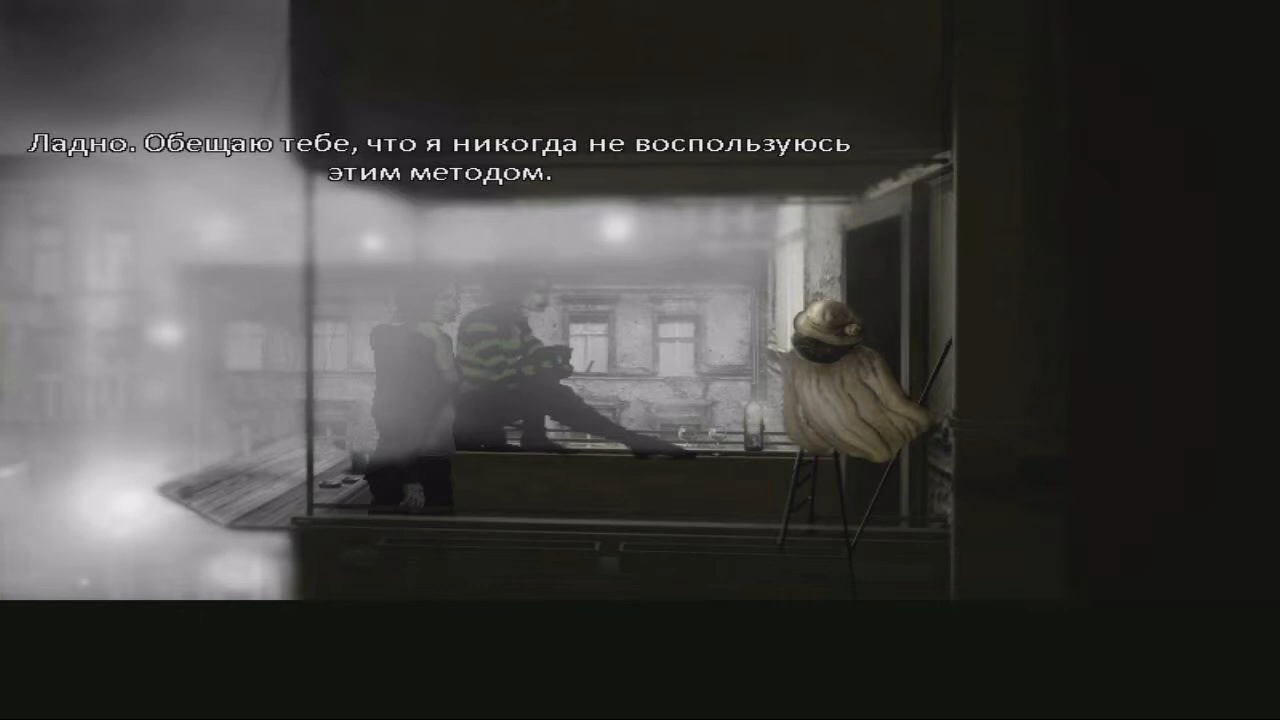 Ладно. Обещаю тебе, что я никогда не воспользуюсь
этим методом.